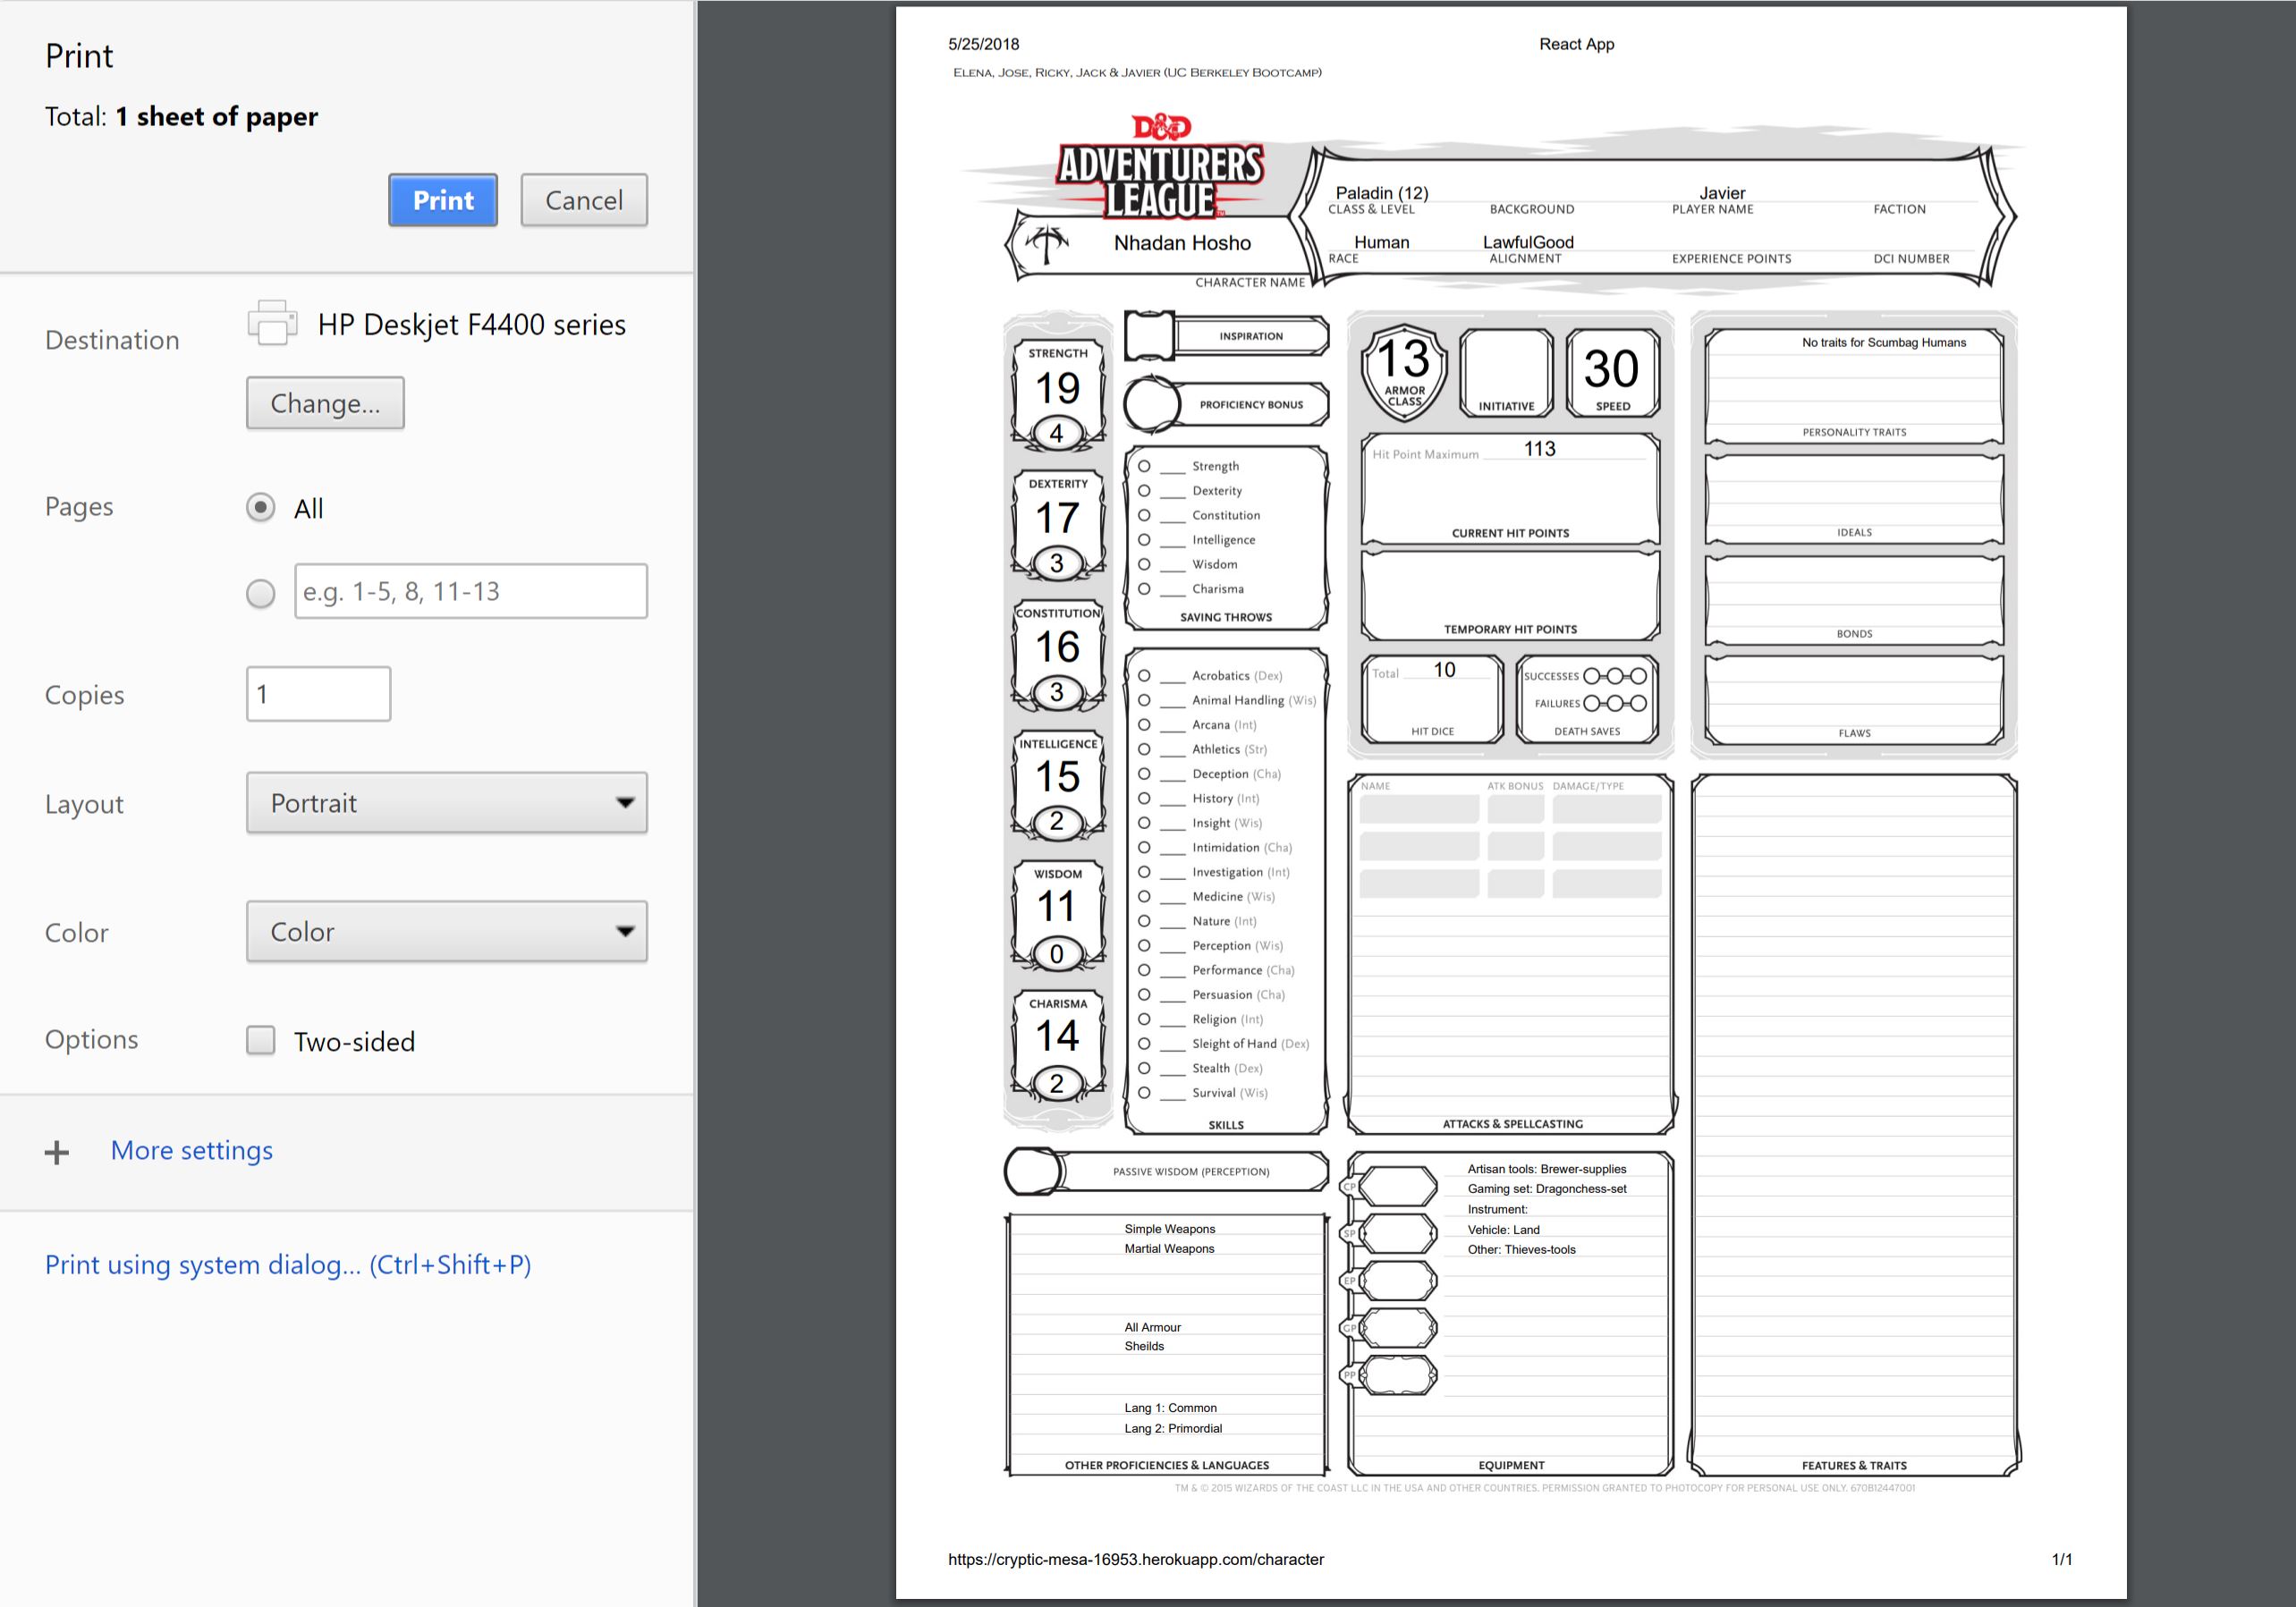 Print
Total: 1 sheet of paper
Print
Cancel
Destination
HP Deskjet F4400 series
Change...
Pages
All
e.g. 1-5, 8, 11-13
Copies
1
Layout
Portrait
Color
Color
Options
Two-sided
+ More settings
Print using system dialog... (Ctrl+Shift+P)
5/25/2018
React App
Elena, Jose, Ricky, Jack & Javier (UC Berkeley Bootcamp)
D&D
ADVENTURERS
LEAGUE
Nhadan Hosho
CHARACTER NAME
Paladin (12)
Javier
CLASS & LEVEL
BACKGROUND
PLAYER NAME
FACTION
Human
LawfulGood
RACE
ALIGNMENT
EXPERIENCE POINTS
DCI NUMBER
STRENGTH
19
4
DEXTERITY
17
3
CONSTITUTION
16
3
INTELLIGENCE
15
2
WISDOM
11
0
CHARISMA
14
2
INSPIRATION
PROFICIENCY BONUS
Strength
Dexterity
Constitution
Intelligence
Wisdom
Charisma
SAVING THROWS
Acrobatics (Dex)
Animal Handling (Wis)
Arcana (Int)
Athletics (Str)
Deception (Cha)
History (Int)
Insight (Wis)
Intimidation (Cha)
Investigation (Int)
Medicine (Wis)
Nature (Int)
Perception (Wis)
Performance (Cha)
Persuasion (Cha)
Religion (Int)
Sleight of Hand (Dex)
Stealth (Dex)
Survival (Wis)
SKILLS
PASSIVE WISDOM (PERCEPTION)
Simple Weapons
Martial Weapons
All Armour
Sheilds
Lang 1: Common
Lang 2: Primordial
OTHER PROFICIENCIES & LANGUAGES
13
ARMOR
CLASS
INITIATIVE
30
SPEED
Hit Point Maximum 113
CURRENT HIT POINTS
TEMPORARY HIT POINTS
Total 10
HIT DICE
SUCCESSES
FAILURES
DEATH SAVES
NAME
ATK BONUS
DAMAGE/TYPE
ATTACKS & SPELLCASTING
CP
SP
EP
GP
PP
Artisan tools: Brewer-supplies
Gaming set: Dragonchess-set
Instrument:
Vehicle: Land
Other: Thieves-tools
EQUIPMENT
No traits for Scumbag Humans
PERSONALITY TRAITS
IDEALS
BONDS
FLAWS
FEATURES & TRAITS
TM & © 2015 WIZARDS OF THE COAST LLC IN THE USA AND OTHER COUNTRIES. PERMISSION GRANTED TO PHOTOCOPY FOR PERSONAL USE ONLY. 670B12447001
https://cryptic-mesa-16953.herokuapp.com/character
1/1